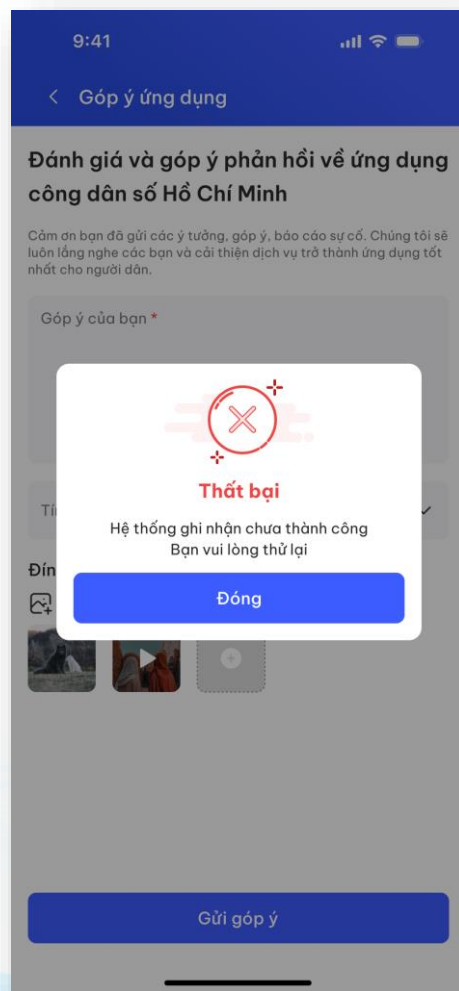 9:41
Góp ý ứng dụng
Đánh giá và góp ý phản hồi về ứng dụng
công dân số Hồ Chí Minh
Cảm ơn bạn đã gửi các ý tưởng, góp ý, báo cáo sự cố. Chúng tôi sẽ
luôn lắng nghe các bạn và cải thiện dịch vụ trở thành ứng dụng tốt
nhất cho người dân.
Góp ý của bạn *
Thất bại
Hệ thống ghi nhận chưa thành công
Bạn vui lòng thử lại
Đóng
Gửi góp ý